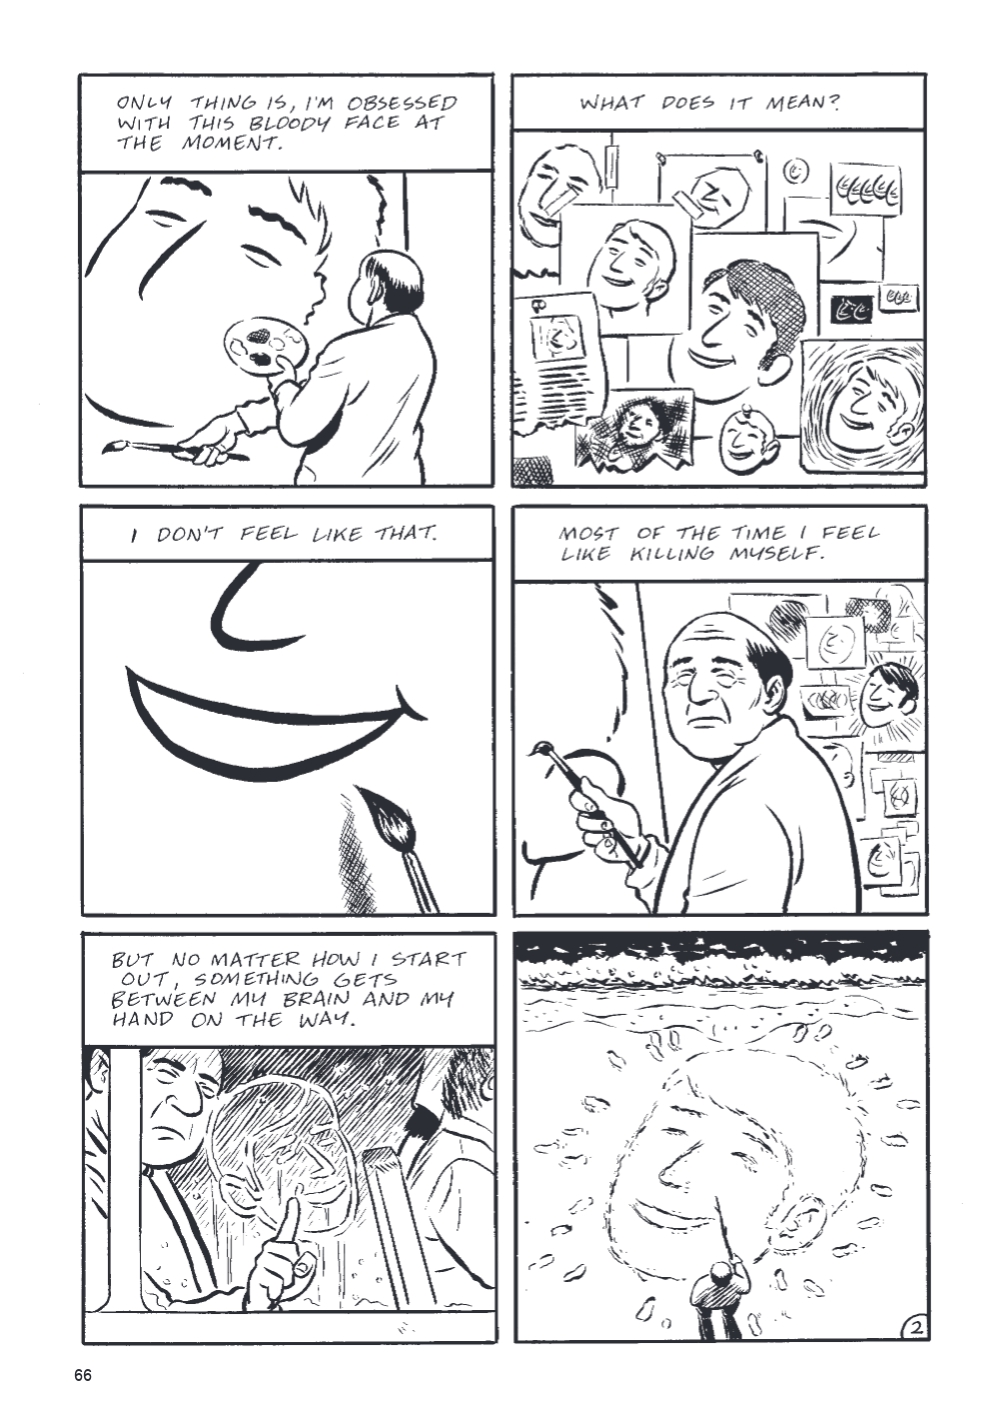 ONLY THING IS, I'M OBSESSED
WITH THIS BLOODY FACE AT
THE MOMENT.
WHAT DOES IT MEAN?
I DON'T FEEL LIKE THAT.
MOST OF THE TIME I FEEL
LIKE KILLING MYSELF.
BUT NO MATTER HOW I START
OUT, SOMETHING GETS
BETWEEN MY BRAIN AND MY
HAND ON THE WAY.
2
66